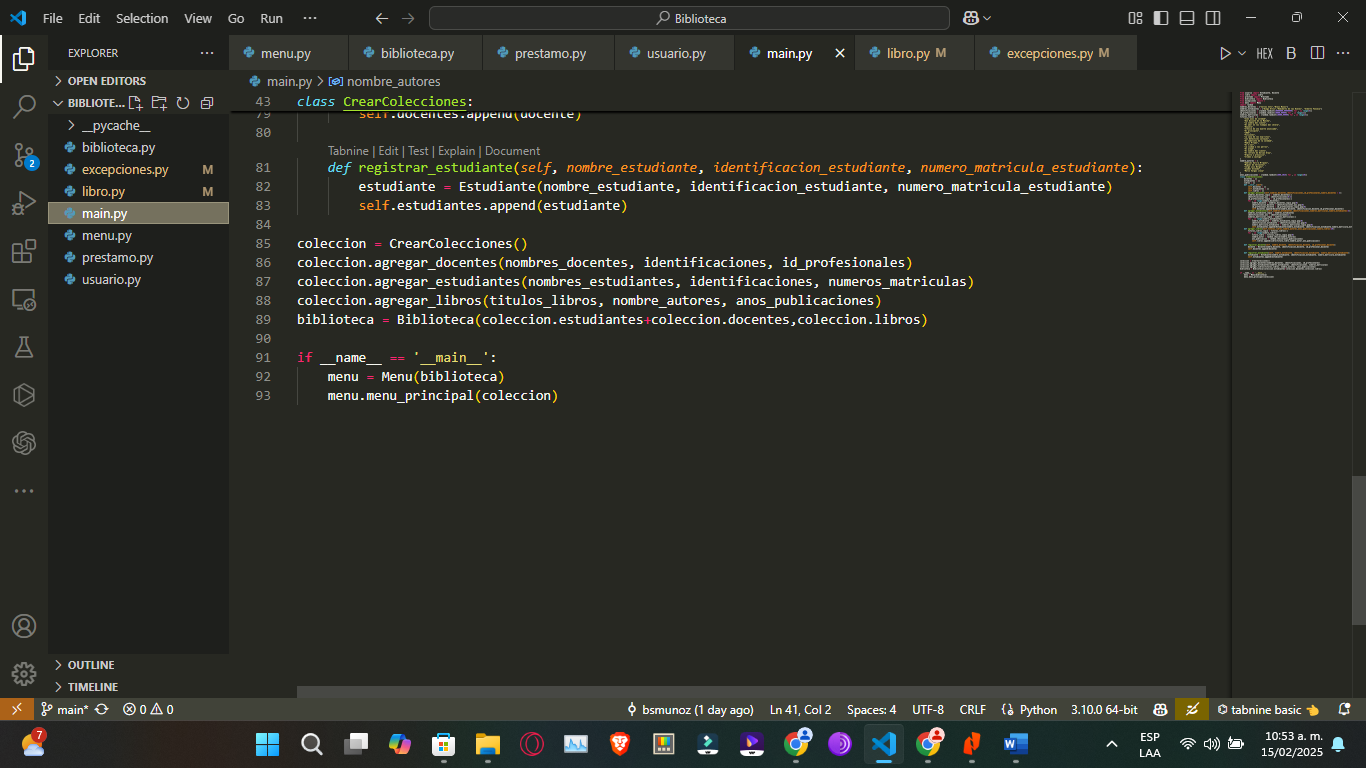 File Edit Selection View Go Run ···
Biblioteca
EXPLORER ···
OPEN EDITORS
BIBLIOTE...
__pycache__
biblioteca.py
excepciones.py M
libro.py M
main.py
menu.py
prestamo.py
usuario.py
OUTLINE
TIMELINE
menu.py biblioteca.py prestamo.py usuario.py main.py libro.py M excepciones.py M
HEX B
main.py > nombre_autores
43 class CrearColecciones:
79 self.docentes.append(docente)
80
Tabnine | Edit | Test | Explain | Document
81 def registrar_estudiante(self, nombre_estudiante, identificacion_estudiante, numero_matricula_estudiante):
82 estudiante = Estudiante(nombre_estudiante, identificacion_estudiante, numero_matricula_estudiante)
83 self.estudiantes.append(estudiante)
84
85 coleccion = CrearColecciones()
86 coleccion.agregar_docentes(nombres_docentes, identificaciones, id_profesionales)
87 coleccion.agregar_estudiantes(nombres_estudiantes, identificaciones, numeros_matriculas)
88 coleccion.agregar_libros(titulos_libros, nombre_autores, anos_publicaciones)
89 biblioteca = Biblioteca(coleccion.estudiantes+coleccion.docentes,coleccion.libros)
90
91 if __name__ == '__main__':
92 menu = Menu(biblioteca)
93 menu.menu_principal(coleccion)
2
main* 0 0 bsmunoz (1 day ago) Ln 41, Col 2 Spaces: 4 UTF-8 CRLF Python 3.10.0 64-bit tabnine basic
7
ESP
LAA
10:53 a. m.
15/02/2025